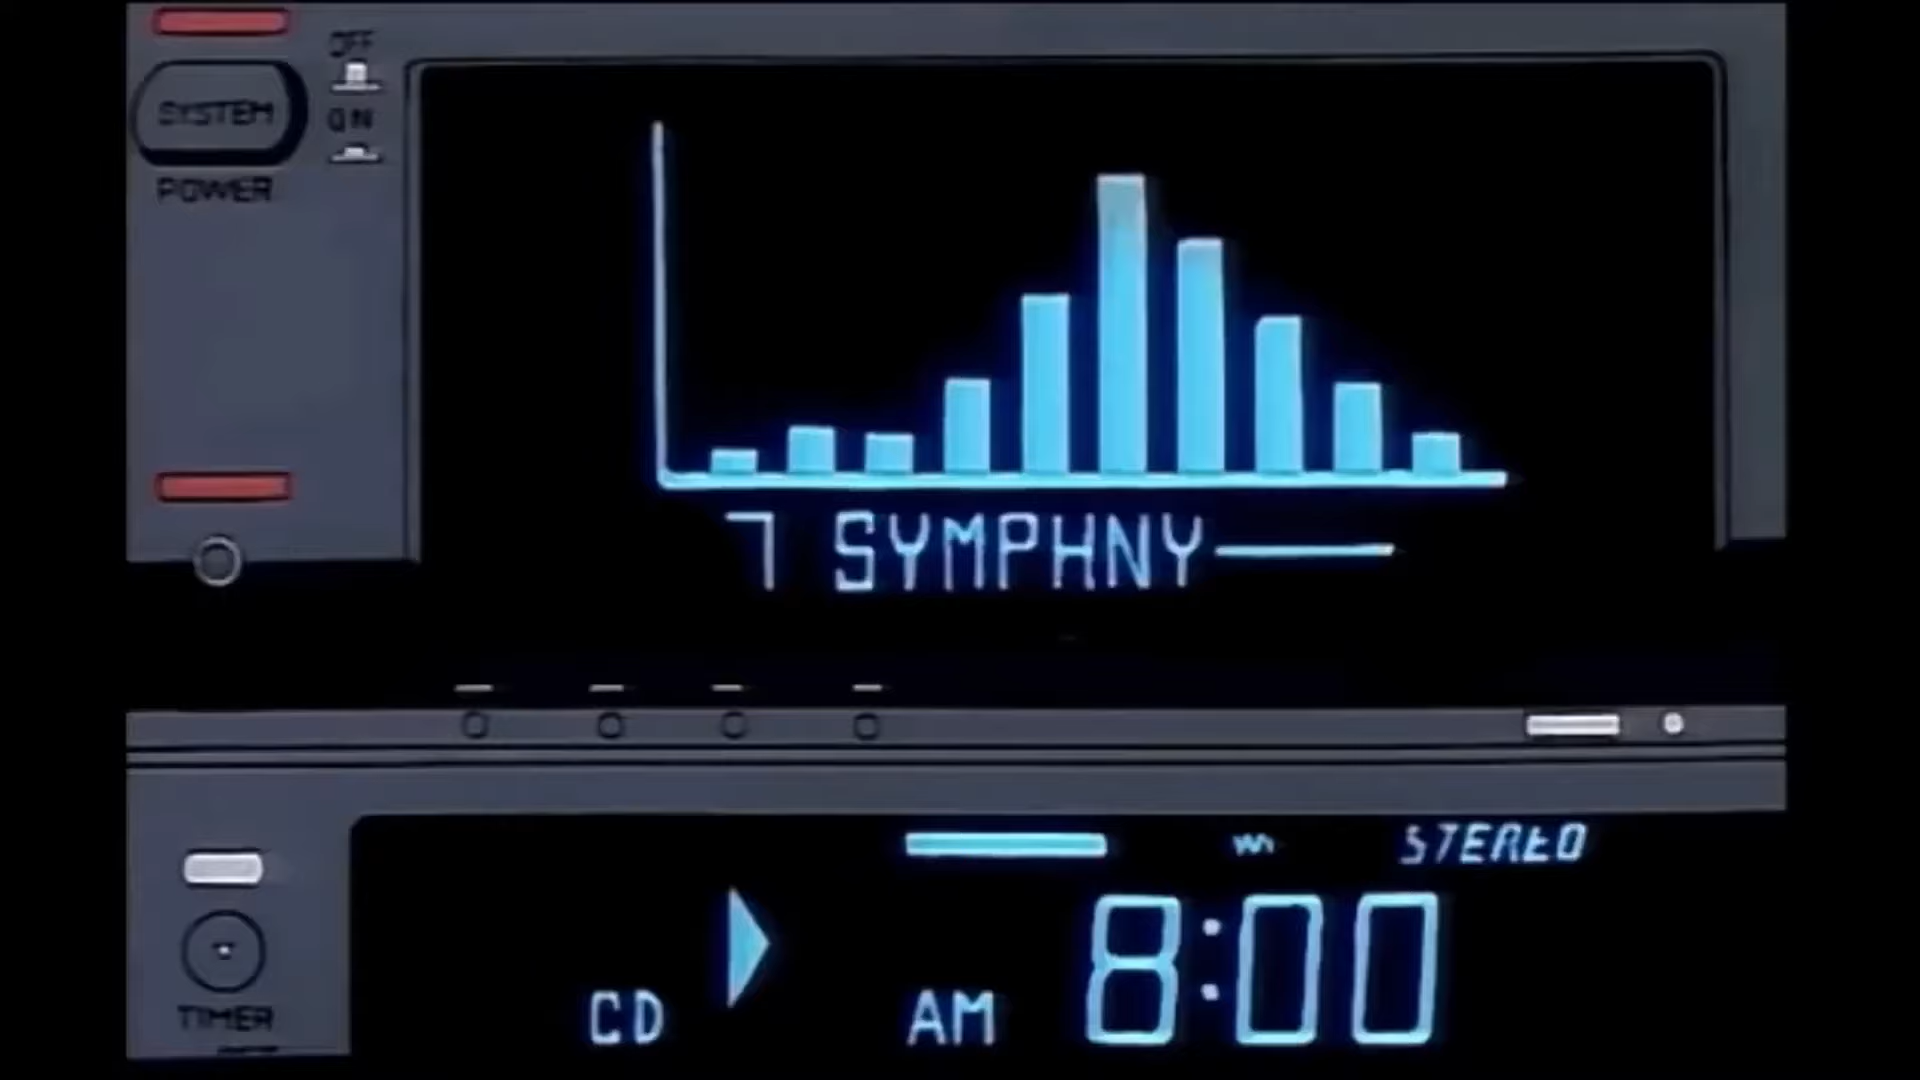 OFF
SYSTEM
ON
POWER
7 SYMPHNY
STEREO
8:00
CD
AM
TIMER